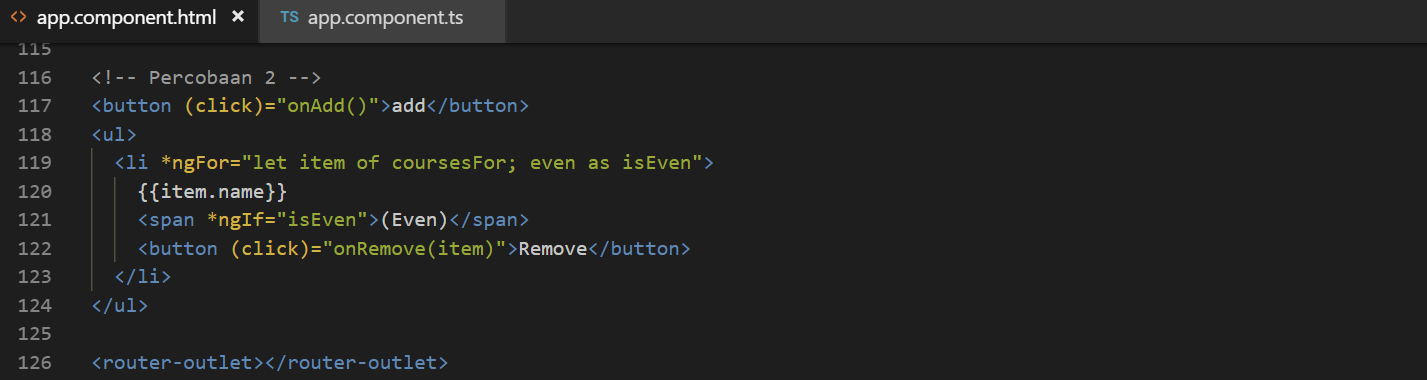 <> app.component.html × TS app.component.ts
115
116 <!-- Percobaan 2 -->
117 <button (click)="onAdd()">add</button>
118 <ul>
119   <li *ngFor="let item of coursesFor; even as isEven">
120     {{item.name}}
121     <span *ngIf="isEven">(Even)</span>
122     <button (click)="onRemove(item)">Remove</button>
123   </li>
124 </ul>
125
126 <router-outlet></router-outlet>